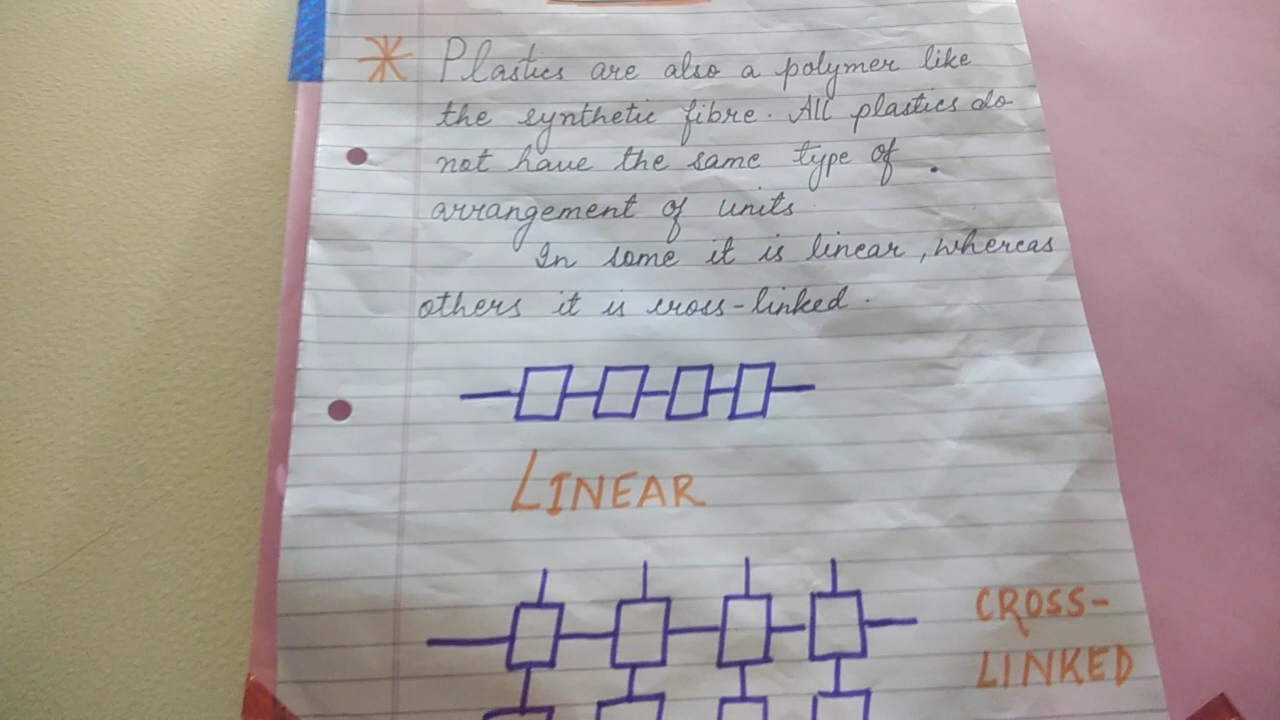 Plastics are also a polymer like
the synthetic fibre. All plastics do
not have the same type of
arrangement of units
In some it is linear, whereas
others it is cross-linked.
LINEAR
CROSS-
LINKED